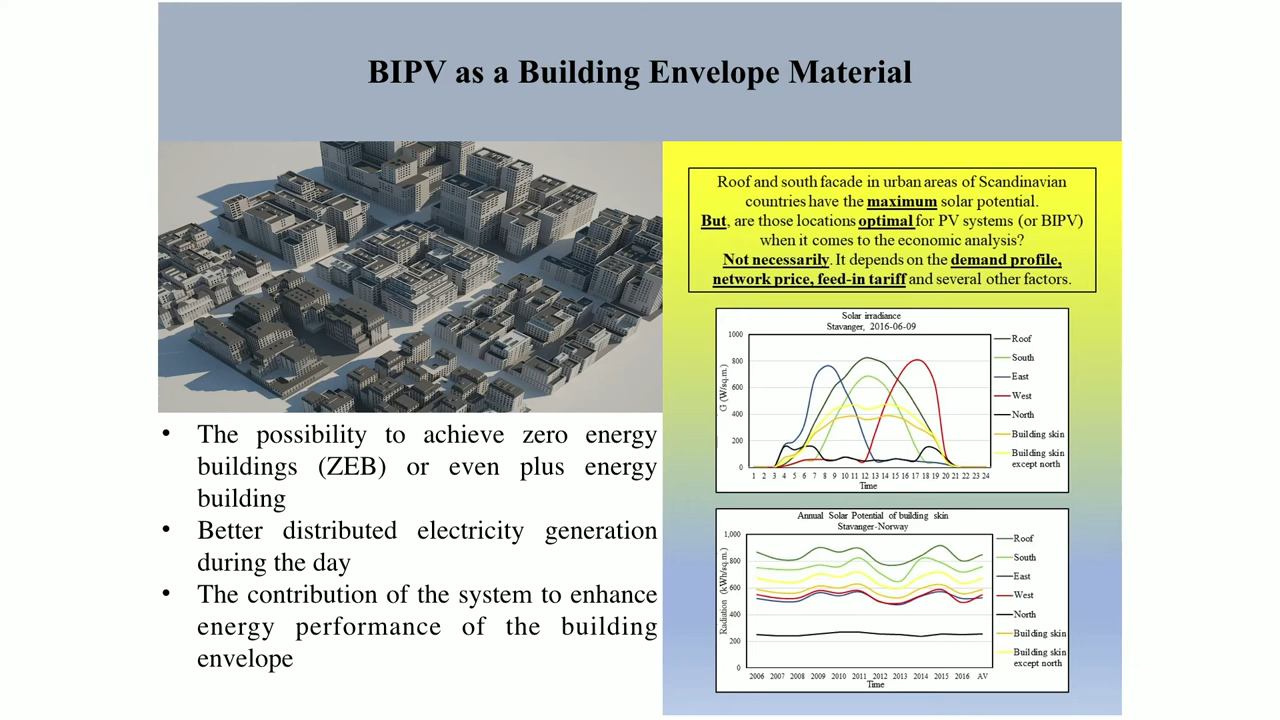 BIPV as a Building Envelope Material
• The possibility to achieve zero energy
buildings (ZEB) or even plus energy
building
• Better distributed electricity generation
during the day
• The contribution of the system to enhance
energy performance of the building
envelope
Roof and south facade in urban areas of Scandinavian
countries have the maximum solar potential.
But, are those locations optimal for PV systems (or BIPV)
when it comes to the economic analysis?
Not necessarily. It depends on the demand profile,
network price, feed-in tariff and several other factors.
Solar irradiance
Stavanger, 2016-06-09
G (W/sq.m.)
1000
800
600
400
200
0
1 2 3 4 5 6 7 8 9 10 11 12 13 14 15 16 17 18 19 20 21 22 23 24
Time
Roof
South
East
West
North
Building skin
Building skin
except north
Annual Solar Potential of building skin
Stavanger-Norway
Radiation (kWh/sq.m.)
1,000
800
600
400
200
0
2006 2007 2008 2009 2010 2011 2012 2013 2014 2015 2016 AV
Time
Roof
South
East
West
North
Building skin
Building skin
except north